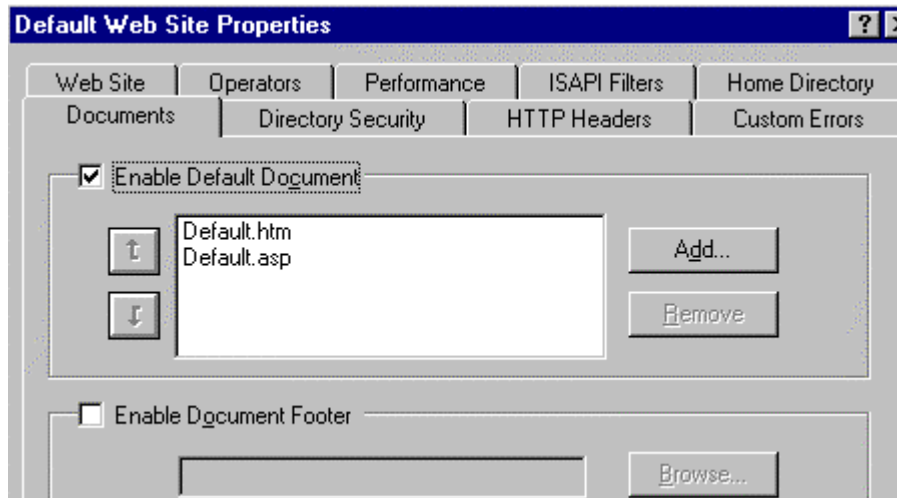 Default Web Site Properties ?
Web Site Operators Performance ISAPI Filters Home Directory
Documents Directory Security HTTP Headers Custom Errors
Enable Default Document
Default.htm
Default.asp
Add...
Remove
Enable Document Footer
Browse...